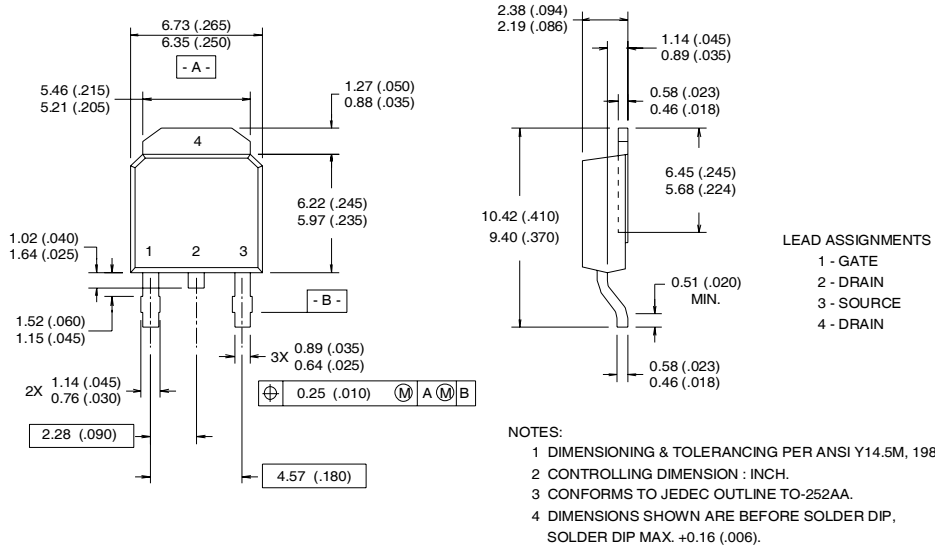 6.73 (.265)
6.35 (.250)
- A -
5.46 (.215)
5.21 (.205)
1.27 (.050)
0.88 (.035)
4
6.22 (.245)
5.97 (.235)
1.02 (.040)
1.64 (.025)
1 2 3
- B -
1.52 (.060)
1.15 (.045)
3X 0.89 (.035)
0.64 (.025)
2X 1.14 (.045)
0.76 (.030)
0.25 (.010) M A M B
2.28 (.090)
4.57 (.180)
2.38 (.094)
2.19 (.086)
1.14 (.045)
0.89 (.035)
0.58 (.023)
0.46 (.018)
6.45 (.245)
5.68 (.224)
10.42 (.410)
9.40 (.370)
0.51 (.020)
MIN.
0.58 (.023)
0.46 (.018)
LEAD ASSIGNMENTS
1 - GATE
2 - DRAIN
3 - SOURCE
4 - DRAIN
NOTES:
1 DIMENSIONING & TOLERANCING PER ANSI Y14.5M, 198
2 CONTROLLING DIMENSION : INCH.
3 CONFORMS TO JEDEC OUTLINE TO-252AA.
4 DIMENSIONS SHOWN ARE BEFORE SOLDER DIP,
SOLDER DIP MAX. +0.16 (.006).